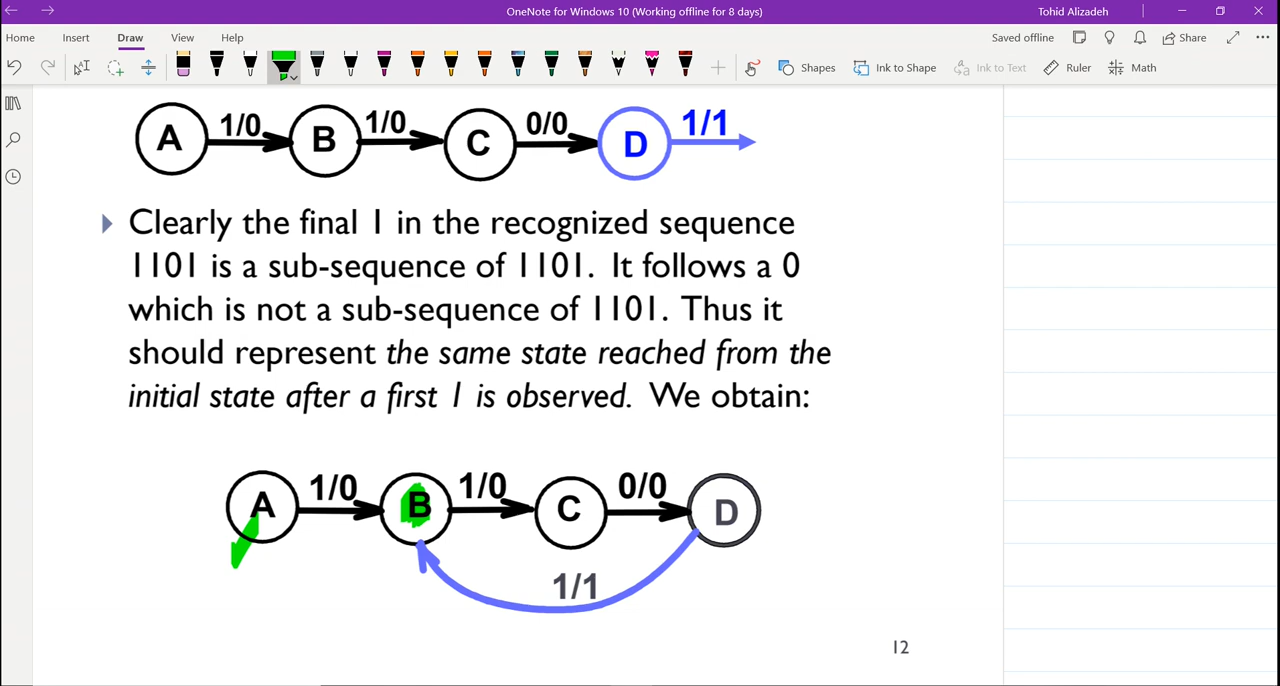 OneNote for Windows 10 (Working offline for 8 days)
Tohid Alizadeh
Home Insert Draw View Help
Saved offline
Share
Shapes Ink to Shape Ink to Text Ruler Math
A 1/0 B 1/0 C 0/0 D 1/1
Clearly the final 1 in the recognized sequence
1101 is a sub-sequence of 1101. It follows a 0
which is not a sub-sequence of 1101. Thus it
should represent the same state reached from the
initial state after a first 1 is observed. We obtain:
A 1/0 B 1/0 C 0/0 D
1/1
12